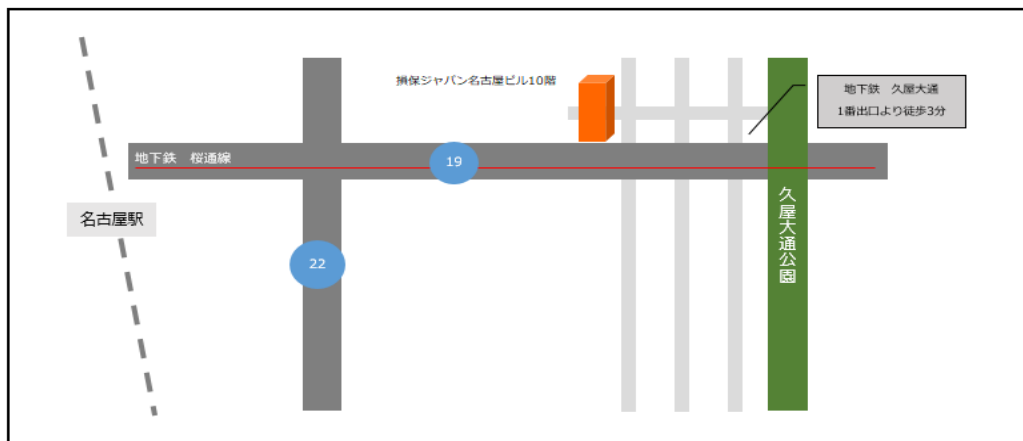 損保ジャパン名古屋ビル10階
地下鉄　久屋大通
1番出口より徒歩3分
地下鉄　桜通線
19
名古屋駅
22
久屋大通公園